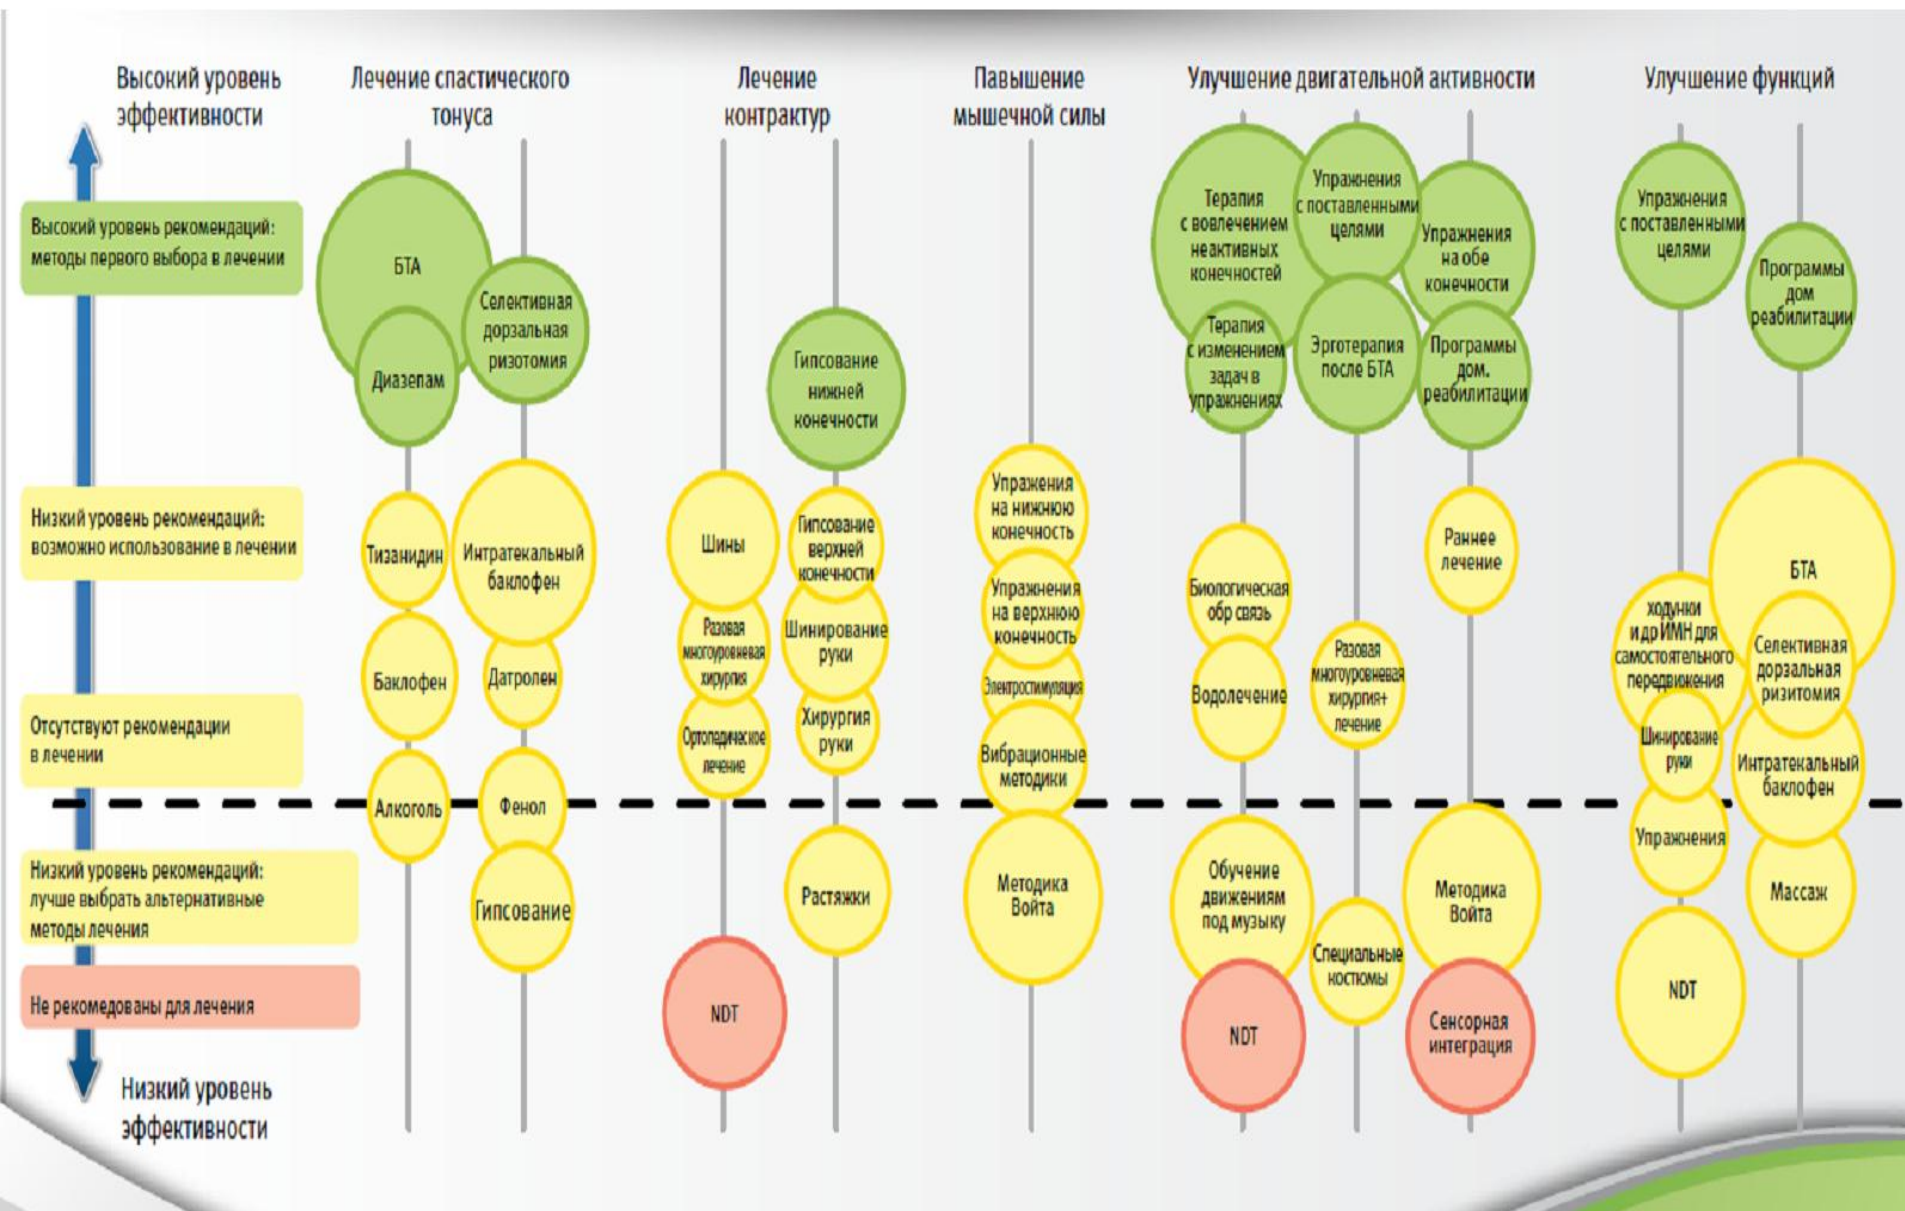 Высокий уровень
эффективности
Лечение спастического
тонуса
Лечение
контрактур
Павышение
мышечной силы
Улучшение двигательной активности
Улучшение функций
Высокий уровень рекомендаций:
методы первого выбора в лечении
Низкий уровень рекомендаций:
возможно использование в лечении
Отсутствуют рекомендации
в лечении
Низкий уровень рекомендаций:
лучше выбрать альтернативные
методы лечения
Не рекомедованы для лечения
Низкий уровень
эффективности
БТА
Диазепам
Тизанидин
Баклофен
Алкоголь
Селективная
дорзальная
ризотомия
Интратекальный
баклофен
Датролен
Фенол
Гипсование
Шины
Разовая
многоуровневая
хирургия
Ортопедическое
лечение
NDT
Гипсование
нижней
конечности
Гипсование
верхней
конечности
Шинирование
руки
Хирургия
руки
Растяжки
Упражения
на нижнюю
конечность
Упражнения
на верхнюю
конечность
Электростимуляция
Вибрационные
методики
Методика
Войта
Терапия
с вовлечением
неактивных
конечностей
Терапия
с изменением
задач в
упражнениях
Биологическая
обр связь
Водолечение
Обучение
движениям
под музыку
NDT
Упражнения
с поставленными
целями
Эрготерапия
после БТА
Разовая
многоуровневая
хирургия+
лечение
Специальные
костюмы
Упражнения
на обе
конечности
Программы
дом.
реабилитации
Раннее
лечение
Методика
Войта
Сенсорная
интеграция
Упражнения
с поставленными
целями
ходунки
и др ИМН для
самостоятельного
передвижения
Шинирование
руки
Упражнения
NDT
Программы
дом
реабилитации
БТА
Селективная
дорзальная
ризитомия
Интратекальный
баклофен
Массаж